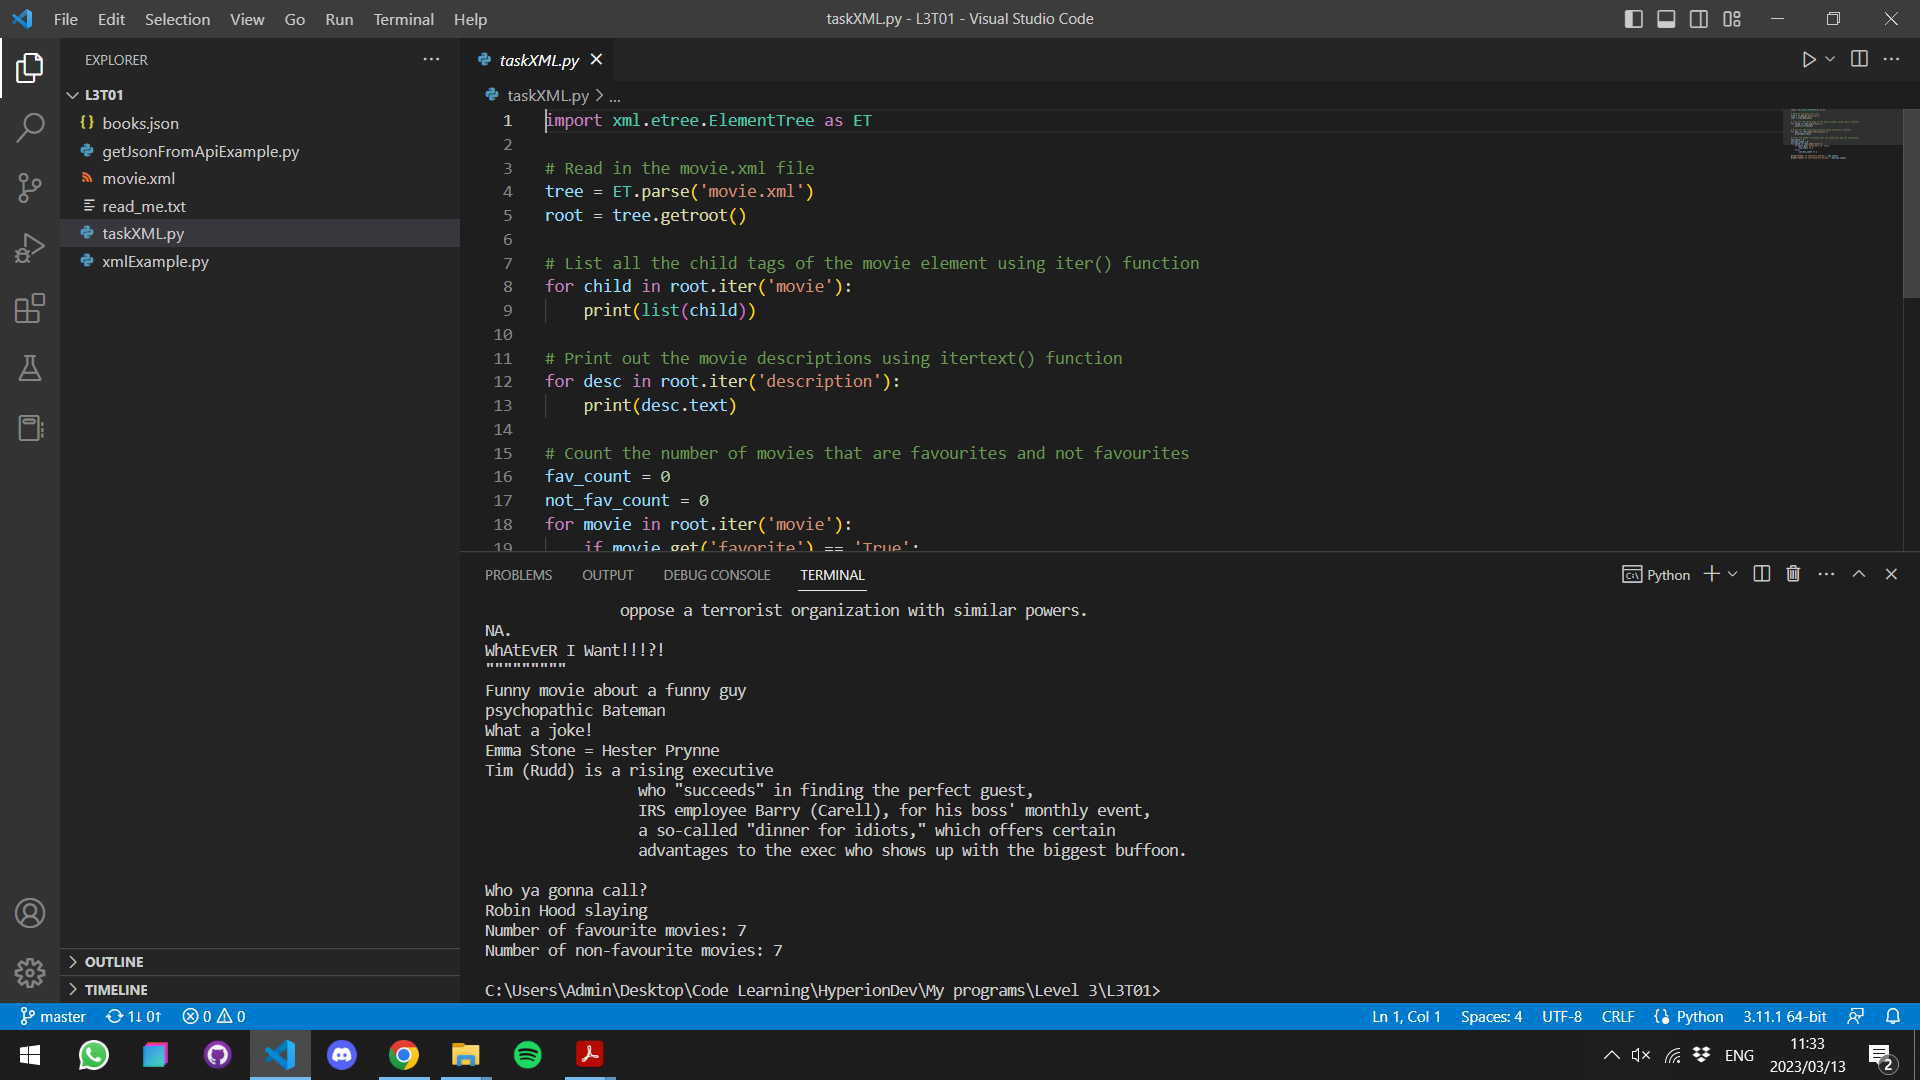 File Edit Selection View Go Run Terminal Help
taskXML.py - L3T01 - Visual Studio Code
EXPLORER
L3T01
books.json
getJsonFromApiExample.py
movie.xml
read_me.txt
taskXML.py
xmlExample.py
OUTLINE
TIMELINE
taskXML.py
taskXML.py > ...
1 import xml.etree.ElementTree as ET
2
3 # Read in the movie.xml file
4 tree = ET.parse('movie.xml')
5 root = tree.getroot()
6
7 # List all the child tags of the movie element using iter() function
8 for child in root.iter('movie'):
9 print(list(child))
10
11 # Print out the movie descriptions using itertext() function
12 for desc in root.iter('description'):
13 print(desc.text)
14
15 # Count the number of movies that are favourites and not favourites
16 fav_count = 0
17 not_fav_count = 0
18 for movie in root.iter('movie'):
19 if movie.get('favorite') == 'True':
PROBLEMS OUTPUT DEBUG CONSOLE TERMINAL
Python
oppose a terrorist organization with similar powers.
NA.
WhAtEvER I Want!!!?!
"""""""""
Funny movie about a funny guy
psychopathic Bateman
What a joke!
Emma Stone = Hester Prynne
Tim (Rudd) is a rising executive
who "succeeds" in finding the perfect guest,
IRS employee Barry (Carell), for his boss' monthly event,
a so-called "dinner for idiots," which offers certain
advantages to the exec who shows up with the biggest buffoon.
Who ya gonna call?
Robin Hood slaying
Number of favourite movies: 7
Number of non-favourite movies: 7
C:\Users\Admin\Desktop\Code Learning\HyperionDev\My programs\Level 3\L3T01>
master 1↓ 0↑ 0 0
Ln 1, Col 1 Spaces: 4 UTF-8 CRLF Python 3.11.1 64-bit
ENG
11:33
2023/03/13
2